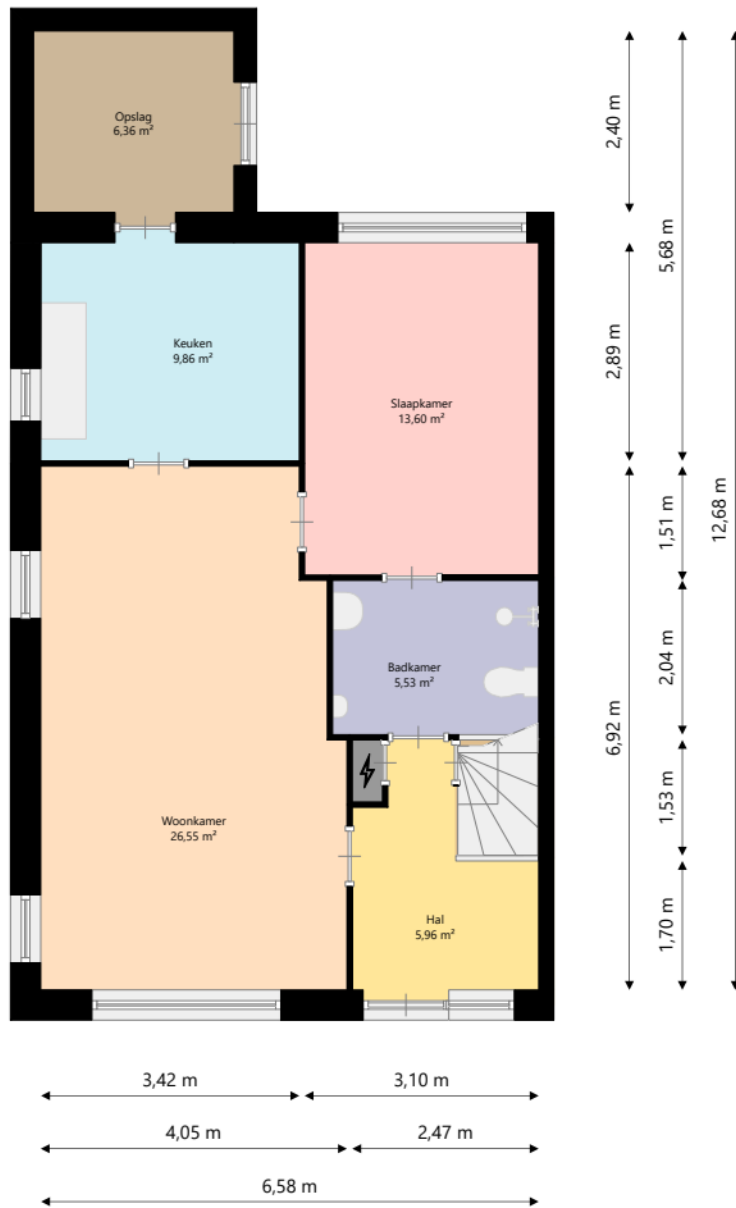 Opslag
6,36 m²
Keuken
9,86 m²
Slaapkamer
13,60 m²
Badkamer
5,53 m²
Woonkamer
26,55 m²
Hal
5,96 m²
2,40 m
5,68 m
2,89 m
12,68 m
1,51 m
2,04 m
6,92 m
1,53 m
1,70 m
3,42 m
3,10 m
4,05 m
2,47 m
6,58 m